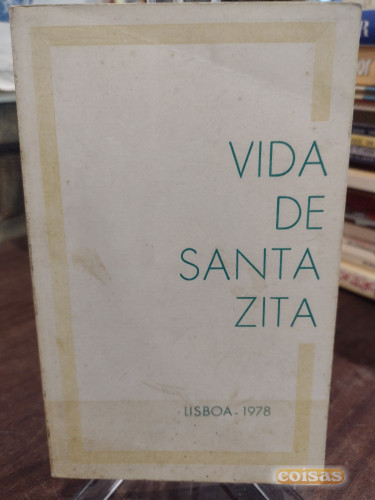 VIDA
DE
SANTA
ZITA
LISBOA - 1978
coisas